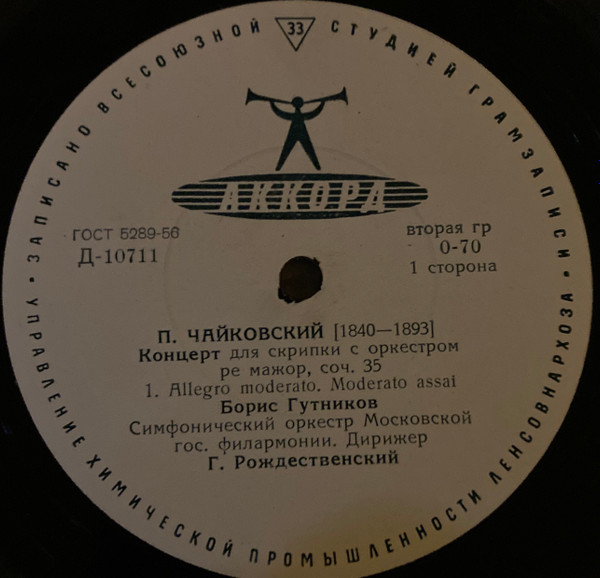 ЗАПИСАНО ВСЕСОЮЗНОЙ 33 СТУДИЕЙ ГРАМЗАПИСИ
АККОРД
ГОСТ 5289-56
Д-10711
вторая гр
0-70
1 сторона
П. ЧАЙКОВСКИЙ [1840—1893]
Концерт для скрипки с оркестром
ре мажор, соч. 35
1. Allegro moderato. Moderato assai
Борис Гутников
Симфонический оркестр Московской
гос. филармонии. Дирижер
Г. Рождественский
УПРАВЛЕНИЕ ХИМИЧЕСКОЙ ПРОМЫШЛЕННОСТИ ЛЕНСОВНАРХОЗА